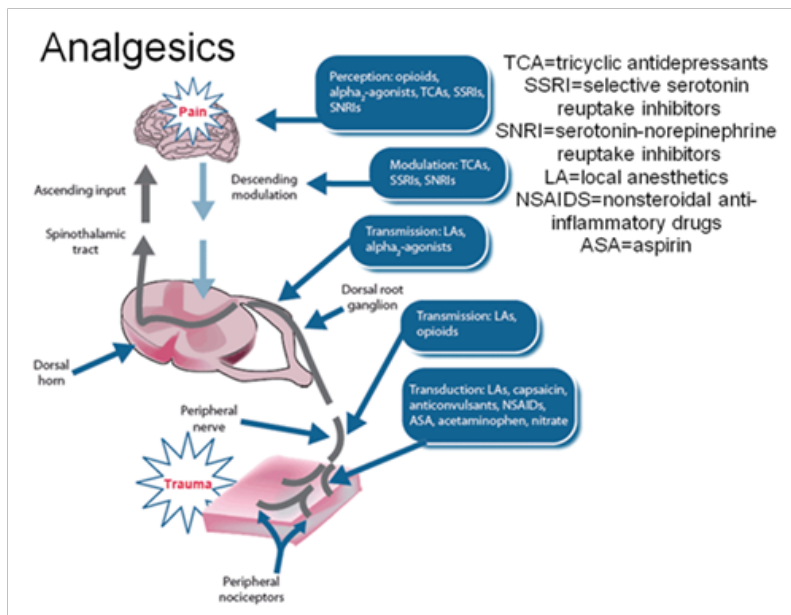 Analgesics
Pain
Perception: opioids,
alpha₂-agonists, TCAs, SSRIs,
SNRIs
TCA=tricyclic antidepressants
SSRI=selective serotonin
reuptake inhibitors
SNRI=serotonin-norepinephrine
reuptake inhibitors
LA=local anesthetics
NSAIDS=nonsteroidal anti-
inflammatory drugs
ASA=aspirin
Ascending input
Descending
modulation
Modulation: TCAs,
SSRIs, SNRIs
Spinothalamic
tract
Transmission: LAs,
alpha₂-agonists
Dorsal root
ganglion
Transmission: LAs,
opioids
Dorsal
horn
Transduction: LAs, capsaicin,
anticonvulsants, NSAIDs,
ASA, acetaminophen, nitrate
Peripheral
nerve
Trauma
Peripheral
nociceptors